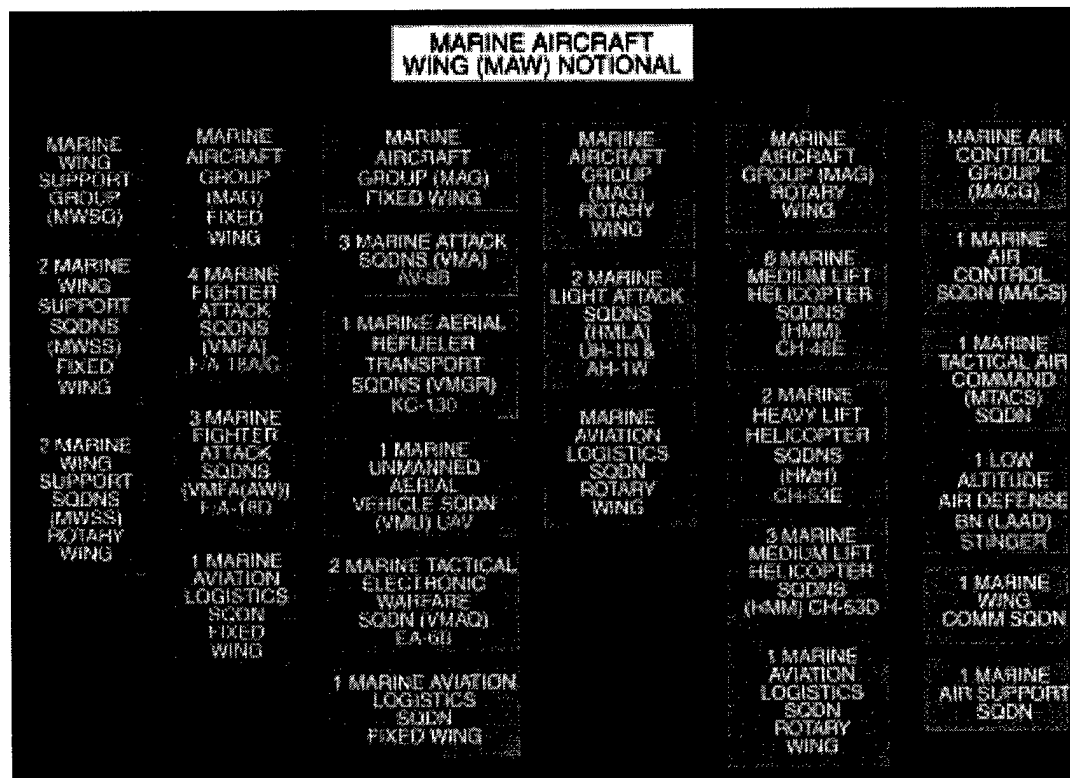 MARINE AIRCRAFT
WING (MAW) NOTIONAL
MARINE
WING
SUPPORT
GROUP
(MWSG)
2 MARINE
WING
SUPPORT
SQDNS
(MWSS)
FIXED
WING
2 MARINE
WING
SUPPORT
SQDNS
(MWSS)
ROTARY
WING
MARINE
AIRCRAFT
GROUP
(MAG)
FIXED
WING
4 MARINE
FIGHTER
ATTACK
SQDNS
(VMFA)
F/A-18A/C
3 MARINE
FIGHTER
ATTACK
SQDNS
(VMFA(AW))
F/A-18D
1 MARINE
AVIATION
LOGISTICS
SQDN
FIXED
WING
MARINE
AIRCRAFT
GROUP (MAG)
FIXED WING
3 MARINE ATTACK
SQDNS (VMA)
AV-8B
1 MARINE AERIAL
REFUELER
TRANSPORT
SQDNS (VMGR)
KC-130
1 MARINE
UNMANNED
AERIAL
VEHICLE SQDN
(VMU) UAV
2 MARINE TACTICAL
ELECTRONIC
WARFARE
SQDN (VMAQ)
EA-6B
1 MARINE AVIATION
LOGISTICS
SQDN
FIXED WING
MARINE
AIRCRAFT
GROUP
(MAG)
ROTARY
WING
2 MARINE
LIGHT ATTACK
SQDNS
(HMLA)
UH-1N &
AH-1W
MARINE
AVIATION
LOGISTICS
SQDN
ROTARY
WING
MARINE
AIRCRAFT
GROUP (MAG)
ROTARY
WING
6 MARINE
MEDIUM LIFT
HELICOPTER
SQDNS
(HMM)
CH-46E
2 MARINE
HEAVY LIFT
HELICOPTER
SQDNS
(HMH)
CH-53E
3 MARINE
MEDIUM LIFT
HELICOPTER
SQDNS
(HMM) CH-53D
1 MARINE
AVIATION
LOGISTICS
SQDN
ROTARY
WING
MARINE AIR
CONTROL
GROUP
(MACG)
1 MARINE
AIR
CONTROL
SQDN (MACS)
1 MARINE
TACTICAL AIR
COMMAND
(MTACS)
SQDN
1 LOW
ALTITUDE
AIR DEFENSE
BN (LAAD)
STINGER
1 MARINE
WING
COMM SQDN
1 MARINE
AIR SUPPORT
SQDN